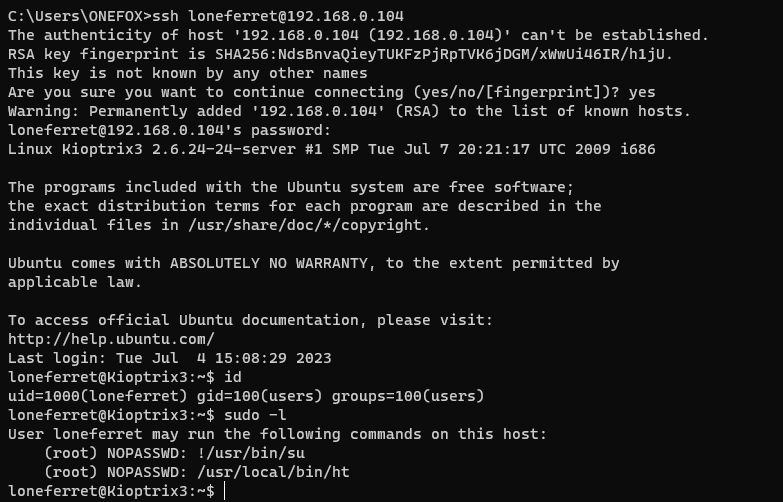 C:\Users\ONEFOX>ssh loneferret@192.168.0.104
The authenticity of host '192.168.0.104 (192.168.0.104)' can't be established.
RSA key fingerprint is SHA256:NdsBnvaQieyTUKFzPjRpTVK6jDGM/xWwUi46IR/h1jU.
This key is not known by any other names
Are you sure you want to continue connecting (yes/no/[fingerprint])? yes
Warning: Permanently added '192.168.0.104' (RSA) to the list of known hosts.
loneferret@192.168.0.104's password:
Linux Kioptrix3 2.6.24-24-server #1 SMP Tue Jul 7 20:21:17 UTC 2009 i686

The programs included with the Ubuntu system are free software;
the exact distribution terms for each program are described in the
individual files in /usr/share/doc/*/copyright.

Ubuntu comes with ABSOLUTELY NO WARRANTY, to the extent permitted by
applicable law.

To access official Ubuntu documentation, please visit:
http://help.ubuntu.com/
Last login: Tue Jul  4 15:08:29 2023
loneferret@Kioptrix3:~$ id
uid=1000(loneferret) gid=100(users) groups=100(users)
loneferret@Kioptrix3:~$ sudo -l
User loneferret may run the following commands on this host:
    (root) NOPASSWD: !/usr/bin/su
    (root) NOPASSWD: /usr/local/bin/ht
loneferret@Kioptrix3:~$